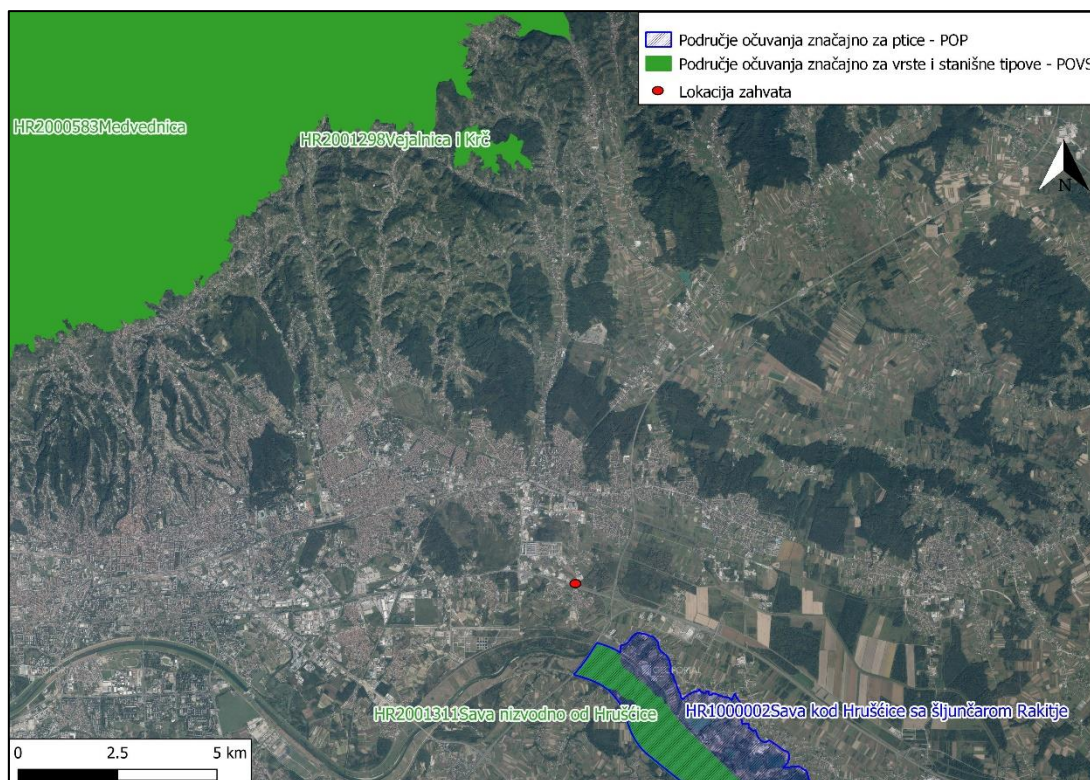 Područje očuvanja značajno za ptice - POP
Područje očuvanja značajno za vrste i stanišne tipove - POVS
Lokacija zahvata
HR2000583Medvednica
HR2001298Vejalnica i Krč
N
HR2001311Sava nizvodno od Hrušćice
HR1000002Sava kod Hrušćice sa šljunčarom Rakitje
0 2.5 5 km